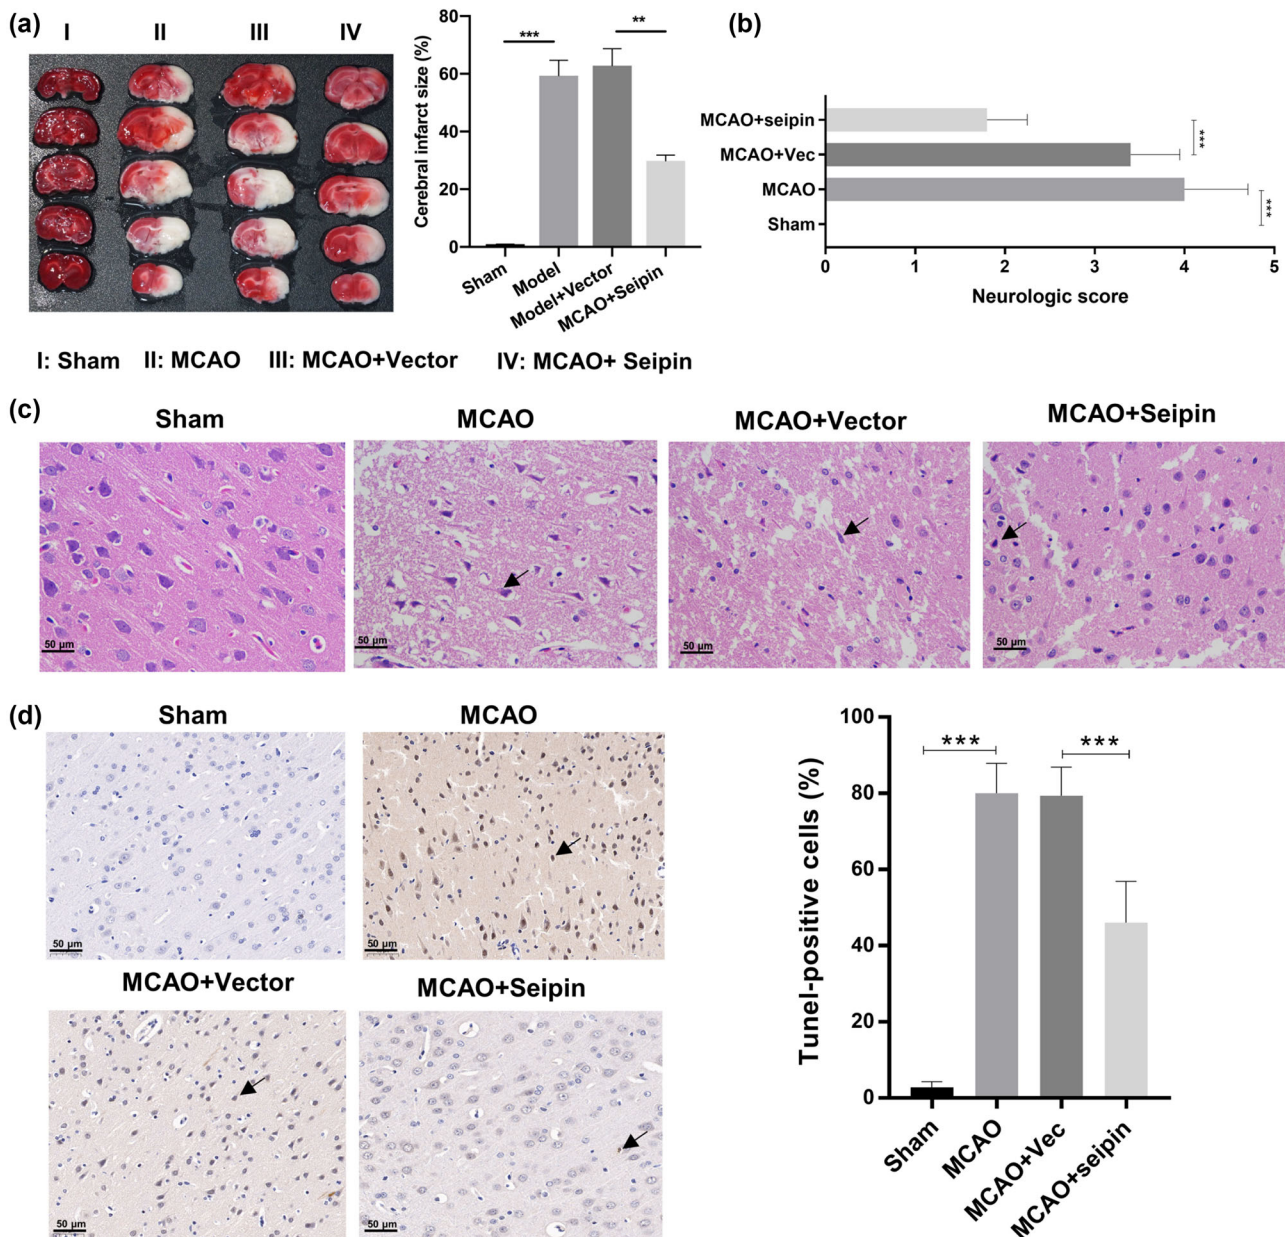 (a)
I II III IV
Cerebral infarct size (%)
80
60
40
20
0
***
**
Sham
Model
Model+Vector
MCAO+Seipin
I: Sham II: MCAO III: MCAO+Vector IV: MCAO+ Seipin
(b)
MCAO+seipin
MCAO+Vec
MCAO
Sham
***
***
0 1 2 3 4 5
Neurologic score
(c)
Sham
MCAO
MCAO+Vector
MCAO+Seipin
50 µm
50 µm
50 µm
50 µm
(d)
Sham
MCAO
50 µm
50 µm
MCAO+Vector
MCAO+Seipin
50 µm
50 µm
Tunel-positive cells (%)
100
80
60
40
20
0
***
***
Sham
MCAO
MCAO+Vec
MCAO+seipin